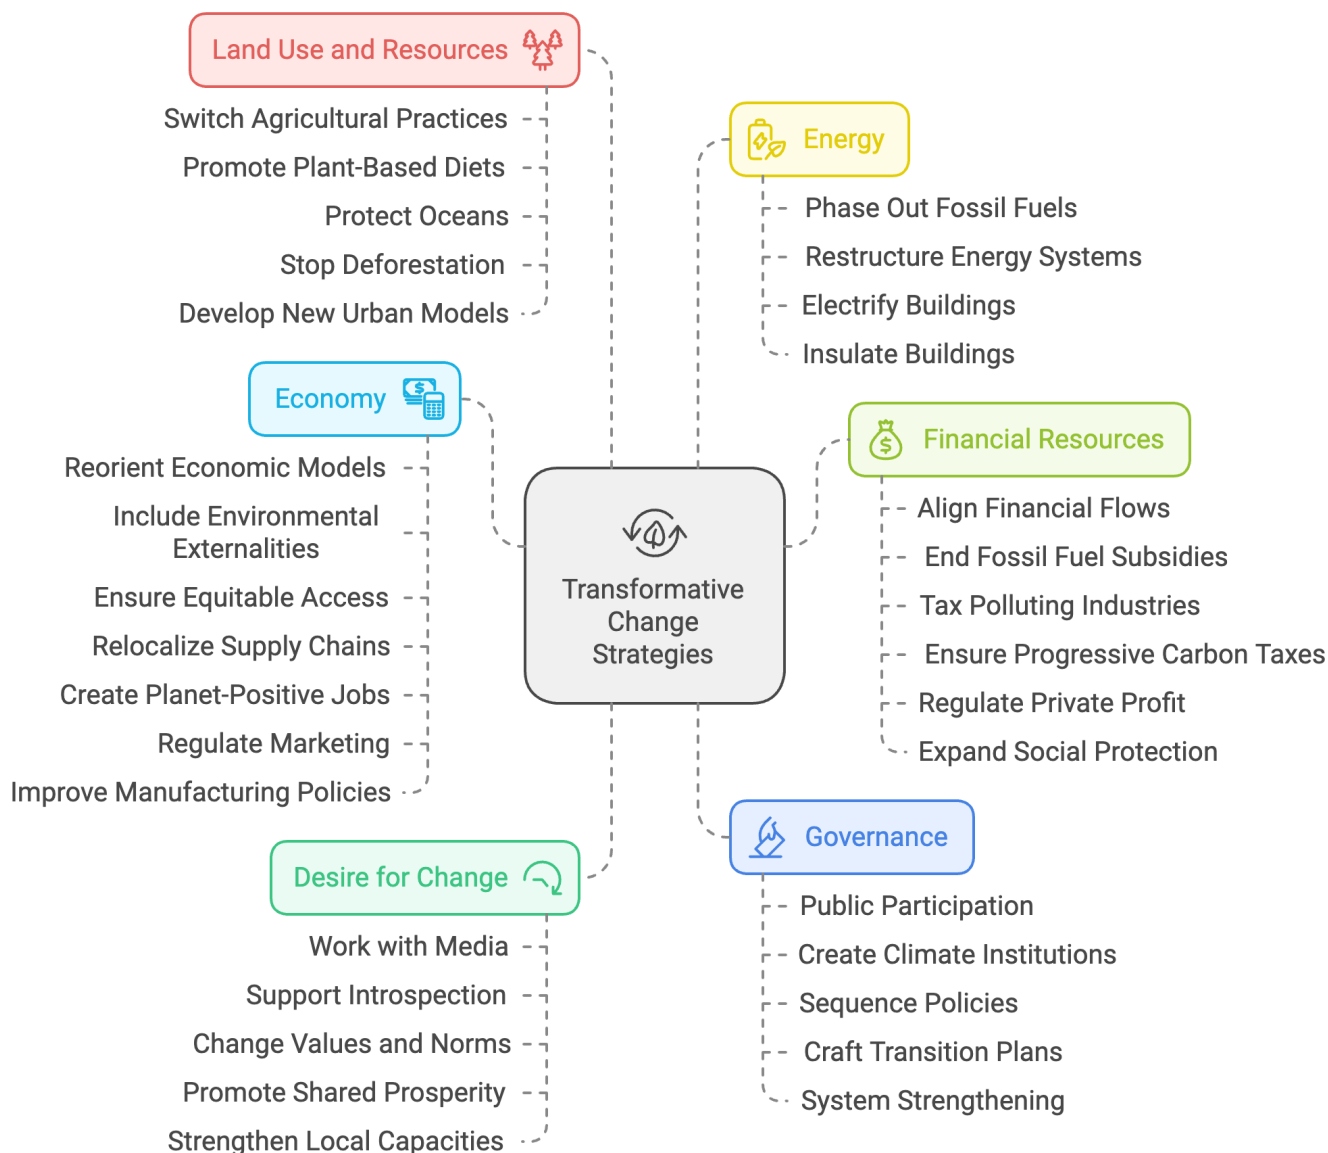 Land Use and Resources
Switch Agricultural Practices
Promote Plant-Based Diets
Protect Oceans
Stop Deforestation
Develop New Urban Models
Economy
Reorient Economic Models
Include Environmental
Externalities
Ensure Equitable Access
Relocalize Supply Chains
Create Planet-Positive Jobs
Regulate Marketing
Improve Manufacturing Policies
Desire for Change
Work with Media
Support Introspection
Change Values and Norms
Promote Shared Prosperity
Strengthen Local Capacities
Transformative
Change
Strategies
Energy
Phase Out Fossil Fuels
Restructure Energy Systems
Electrify Buildings
Insulate Buildings
Financial Resources
Align Financial Flows
End Fossil Fuel Subsidies
Tax Polluting Industries
Ensure Progressive Carbon Taxes
Regulate Private Profit
Expand Social Protection
Governance
Public Participation
Create Climate Institutions
Sequence Policies
Craft Transition Plans
System Strengthening